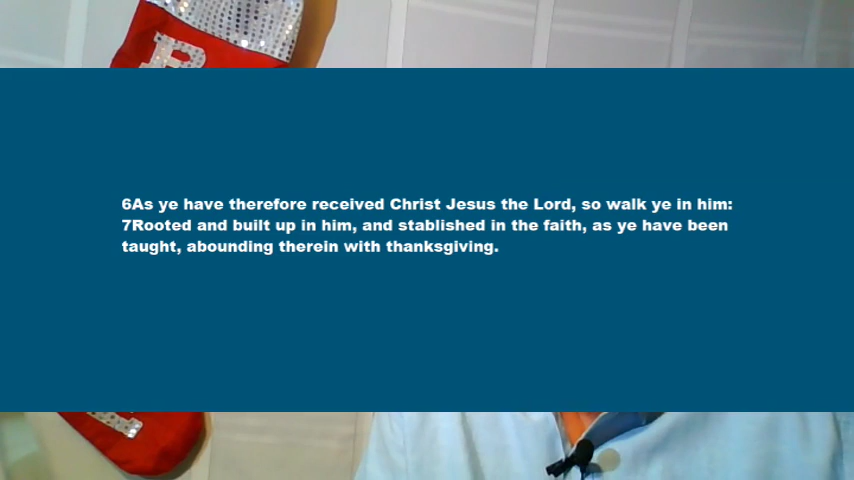 6As ye have therefore received Christ Jesus the Lord, so walk ye in him:
7Rooted and built up in him, and stablished in the faith, as ye have been
taught, abounding therein with thanksgiving.